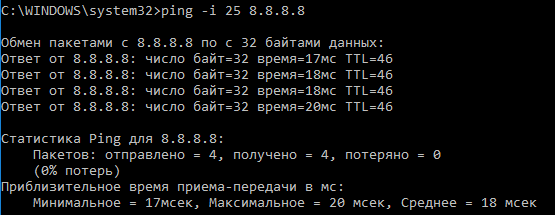 C:\WINDOWS\system32>ping -i 25 8.8.8.8
Обмен пакетами с 8.8.8.8 по с 32 байтами данных:
Ответ от 8.8.8.8: число байт=32 время=17мс TTL=46
Ответ от 8.8.8.8: число байт=32 время=18мс TTL=46
Ответ от 8.8.8.8: число байт=32 время=18мс TTL=46
Ответ от 8.8.8.8: число байт=32 время=20мс TTL=46
Статистика Ping для 8.8.8.8:
Пакетов: отправлено = 4, получено = 4, потеряно = 0
(0% потерь)
Приблизительное время приема-передачи в мс:
Минимальное = 17мсек, Максимальное = 20 мсек, Среднее = 18 мсек